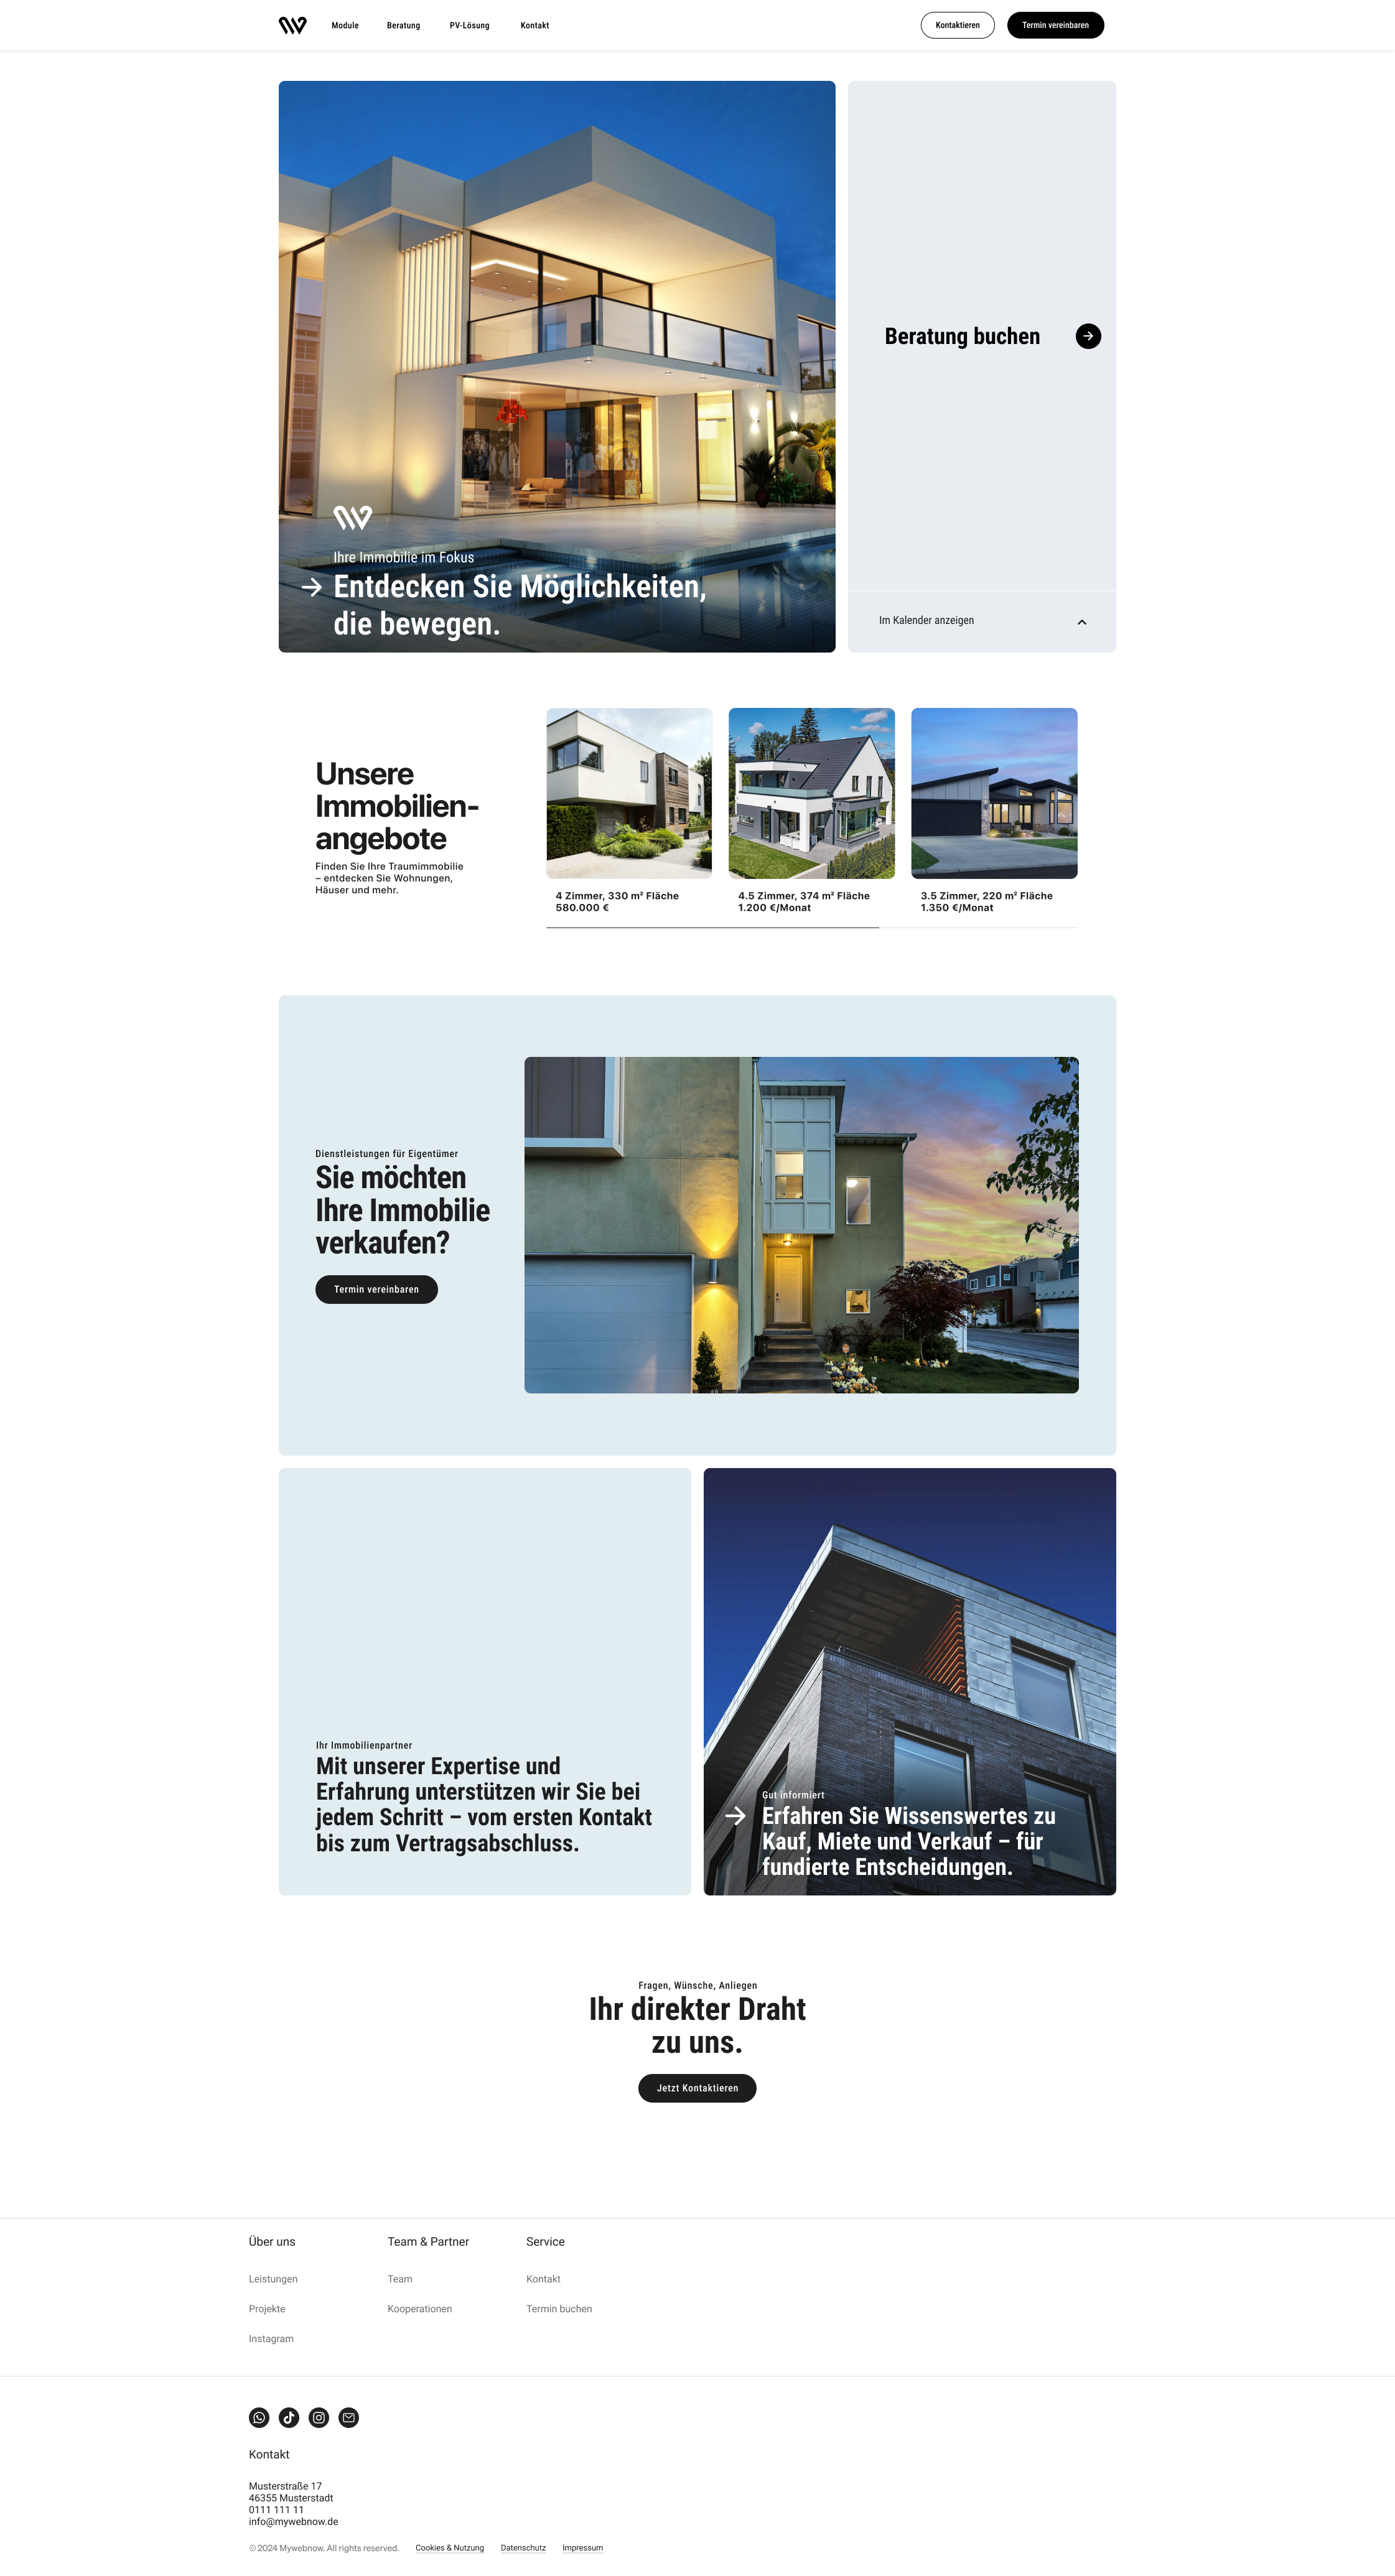 Module
Beratung
PV-Lösung
Kontakt
Kontaktieren
Termin vereinbaren
Ihre Immobilie im Fokus
Entdecken Sie Möglichkeiten,
die bewegen.
Beratung buchen
Im Kalender anzeigen
Unsere
Immobilien-
angebote
Finden Sie Ihre Traumimmobilie
– entdecken Sie Wohnungen,
Häuser und mehr.
4 Zimmer, 330 m² Fläche
580.000 €
4.5 Zimmer, 374 m² Fläche
1.200 €/Monat
3.5 Zimmer, 220 m² Fläche
1.350 €/Monat
Dienstleistungen für Eigentümer
Sie möchten
Ihre Immobilie
verkaufen?
Termin vereinbaren
Ihr Immobilienpartner
Mit unserer Expertise und
Erfahrung unterstützen wir Sie bei
jedem Schritt – vom ersten Kontakt
bis zum Vertragsabschluss.
Gut informiert
Erfahren Sie Wissenswertes zu
Kauf, Miete und Verkauf – für
fundierte Entscheidungen.
Fragen, Wünsche, Anliegen
Ihr direkter Draht
zu uns.
Jetzt Kontaktieren
Über uns
Leistungen
Projekte
Instagram
Team & Partner
Team
Kooperationen
Service
Kontakt
Termin buchen
Kontakt
Musterstraße 17
46355 Musterstadt
0111 111 11
info@mywebnow.de
© 2024 Mywebnow. All rights reserved.
Cookies & Nutzung
Datenschutz
Impressum